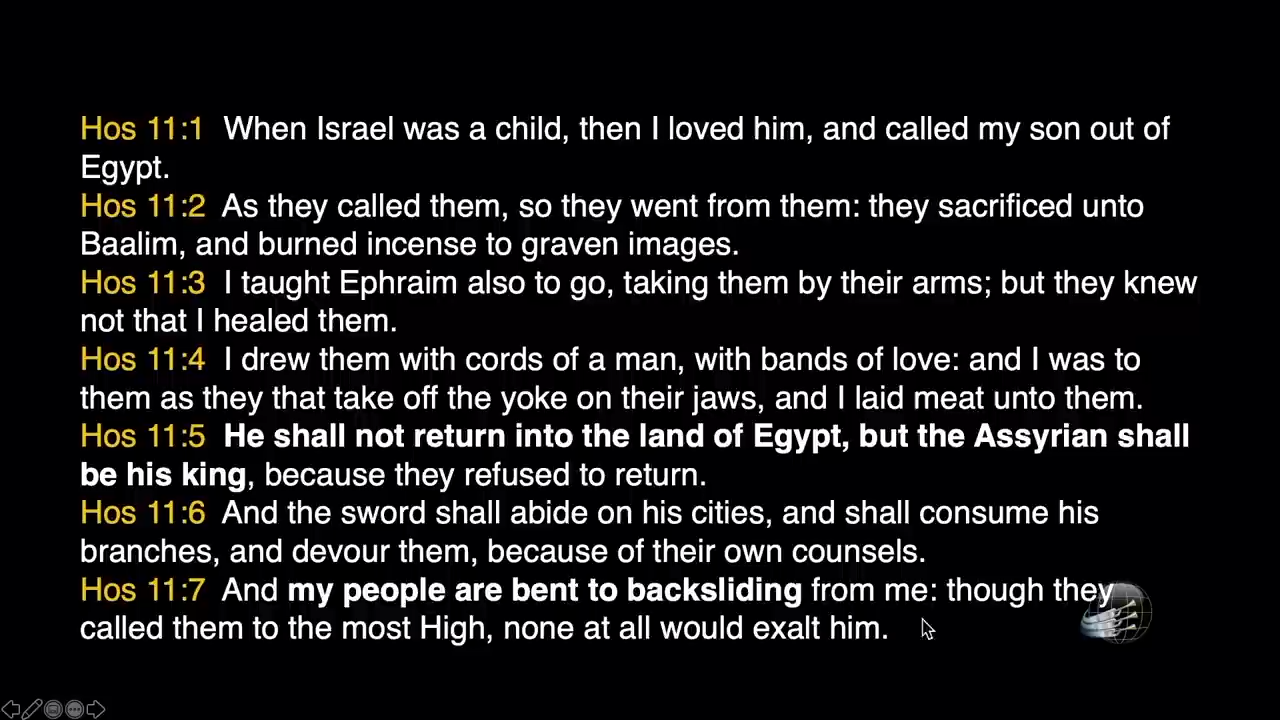 Hos 11:1  When Israel was a child, then I loved him, and called my son out of
Egypt.
Hos 11:2  As they called them, so they went from them: they sacrificed unto
Baalim, and burned incense to graven images.
Hos 11:3  I taught Ephraim also to go, taking them by their arms; but they knew
not that I healed them.
Hos 11:4  I drew them with cords of a man, with bands of love: and I was to
them as they that take off the yoke on their jaws, and I laid meat unto them.
Hos 11:5  He shall not return into the land of Egypt, but the Assyrian shall
be his king, because they refused to return.
Hos 11:6  And the sword shall abide on his cities, and shall consume his
branches, and devour them, because of their own counsels.
Hos 11:7  And my people are bent to backsliding from me: though they
called them to the most High, none at all would exalt him.